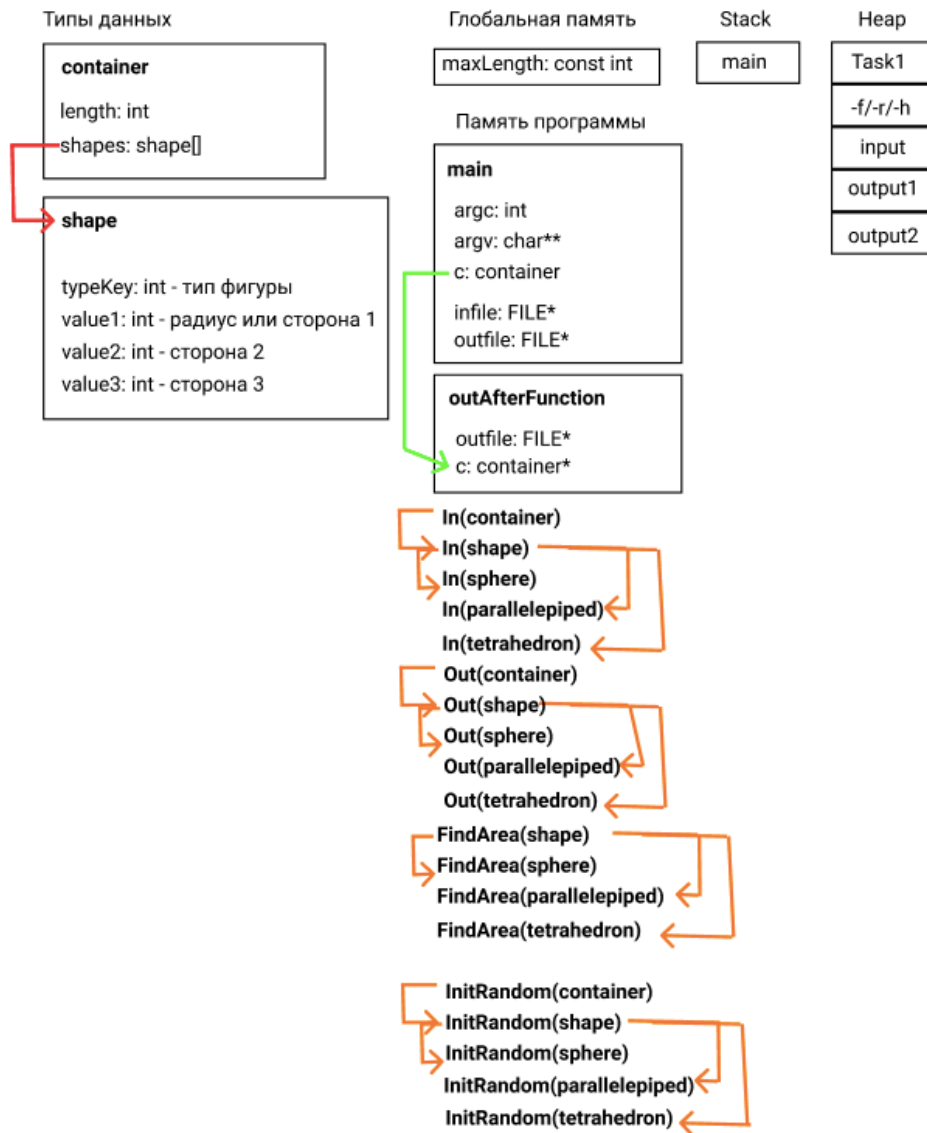 Типы данных
container
length: int
shapes: shape[]
shape
typeKey: int - тип фигуры
value1: int - радиус или сторона 1
value2: int - сторона 2
value3: int - сторона 3
Глобальная память
maxLength: const int
Память программы
main
argc: int
argv: char**
c: container
infile: FILE*
outfile: FILE*
outAfterFunction
outfile: FILE*
c: container*
In(container)
In(shape)
In(sphere)
In(parallelepiped)
In(tetrahedron)
Out(container)
Out(shape)
Out(sphere)
Out(parallelepiped)
Out(tetrahedron)
FindArea(shape)
FindArea(sphere)
FindArea(parallelepiped)
FindArea(tetrahedron)
InitRandom(container)
InitRandom(shape)
InitRandom(sphere)
InitRandom(parallelepiped)
InitRandom(tetrahedron)
Stack
main
Heap
Task1
-f/-r/-h
input
output1
output2